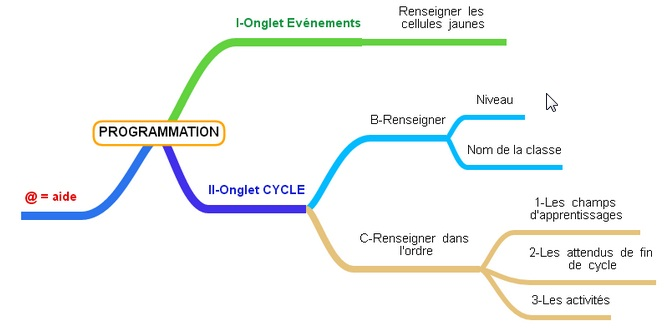 I-Onglet Evènements
Renseigner les
cellules jaunes
PROGRAMMATION
@ = aide
II-Onglet CYCLE
B-Renseigner
Niveau
Nom de la classe
C-Renseigner dans
l'ordre
1-Les champs
d'apprentissages
2-Les attendus de fin
de cycle
3-Les activités